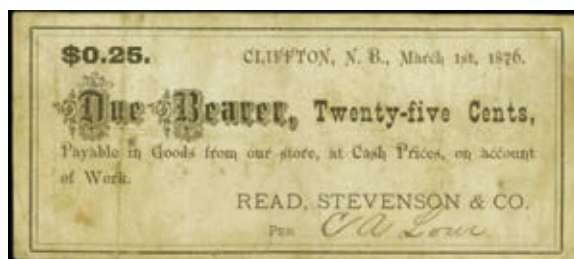 $0.25. CLIFFTON, N. B., March 1st, 1876.
Due Bearer, Twenty-five Cents,
Payable in Goods from our store, at Cash Prices, on account
of Work.
READ, STEVENSON & CO.
PER C A